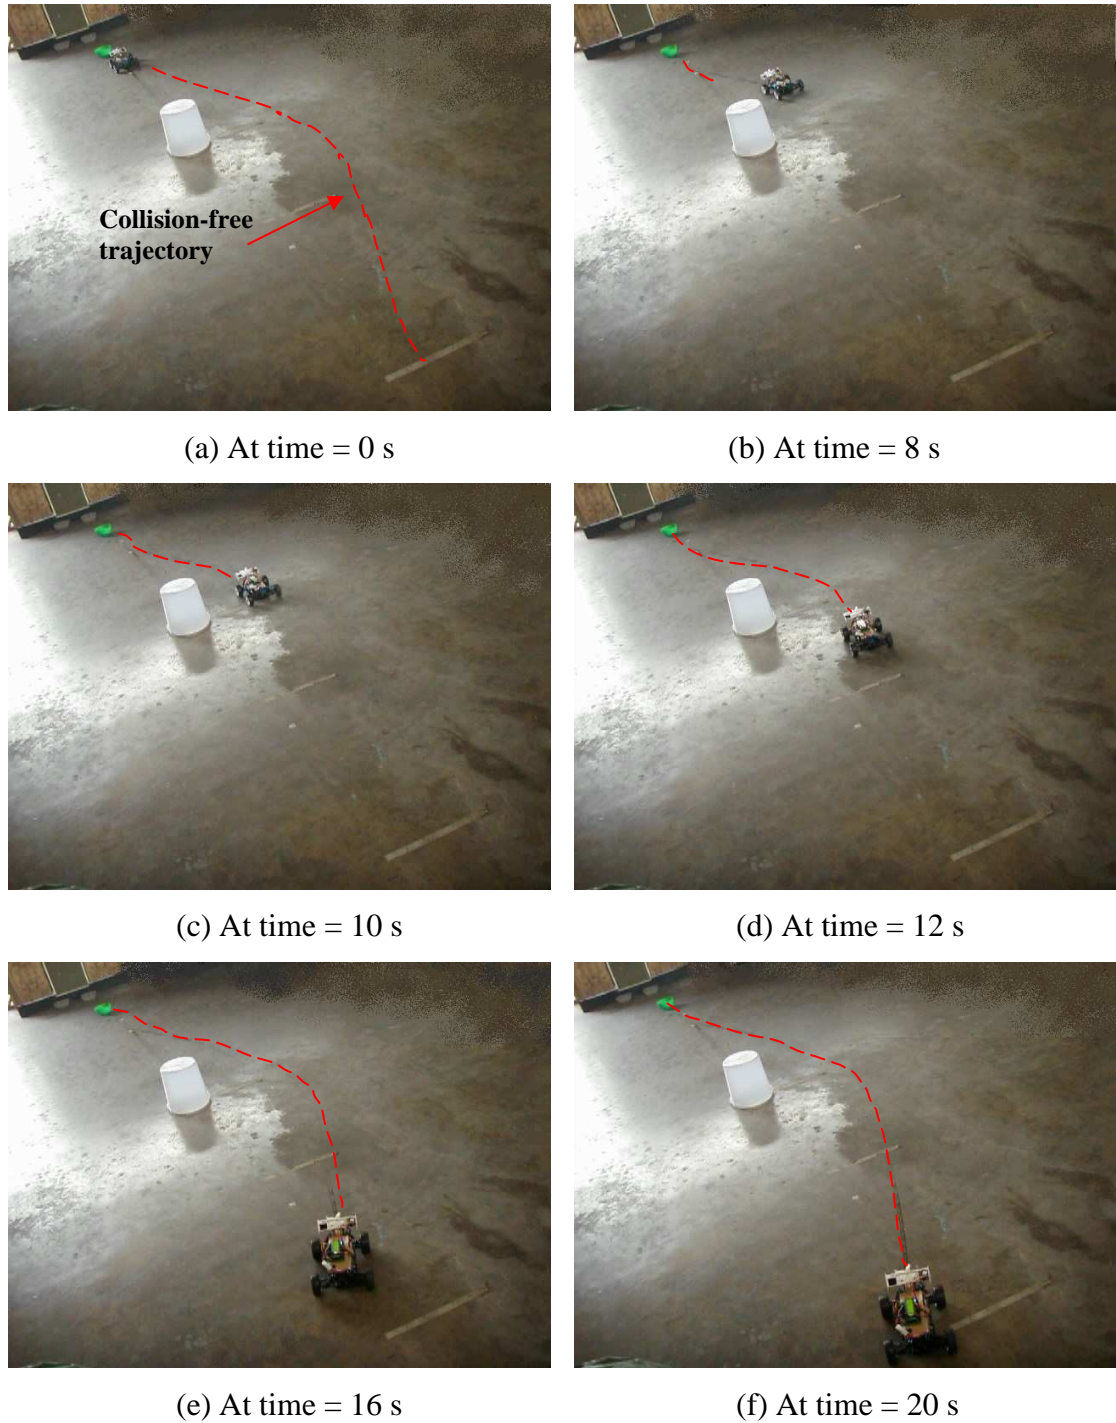 Collision-free
trajectory
(a) At time = 0 s
(b) At time = 8 s
(c) At time = 10 s
(d) At time = 12 s
(e) At time = 16 s
(f) At time = 20 s